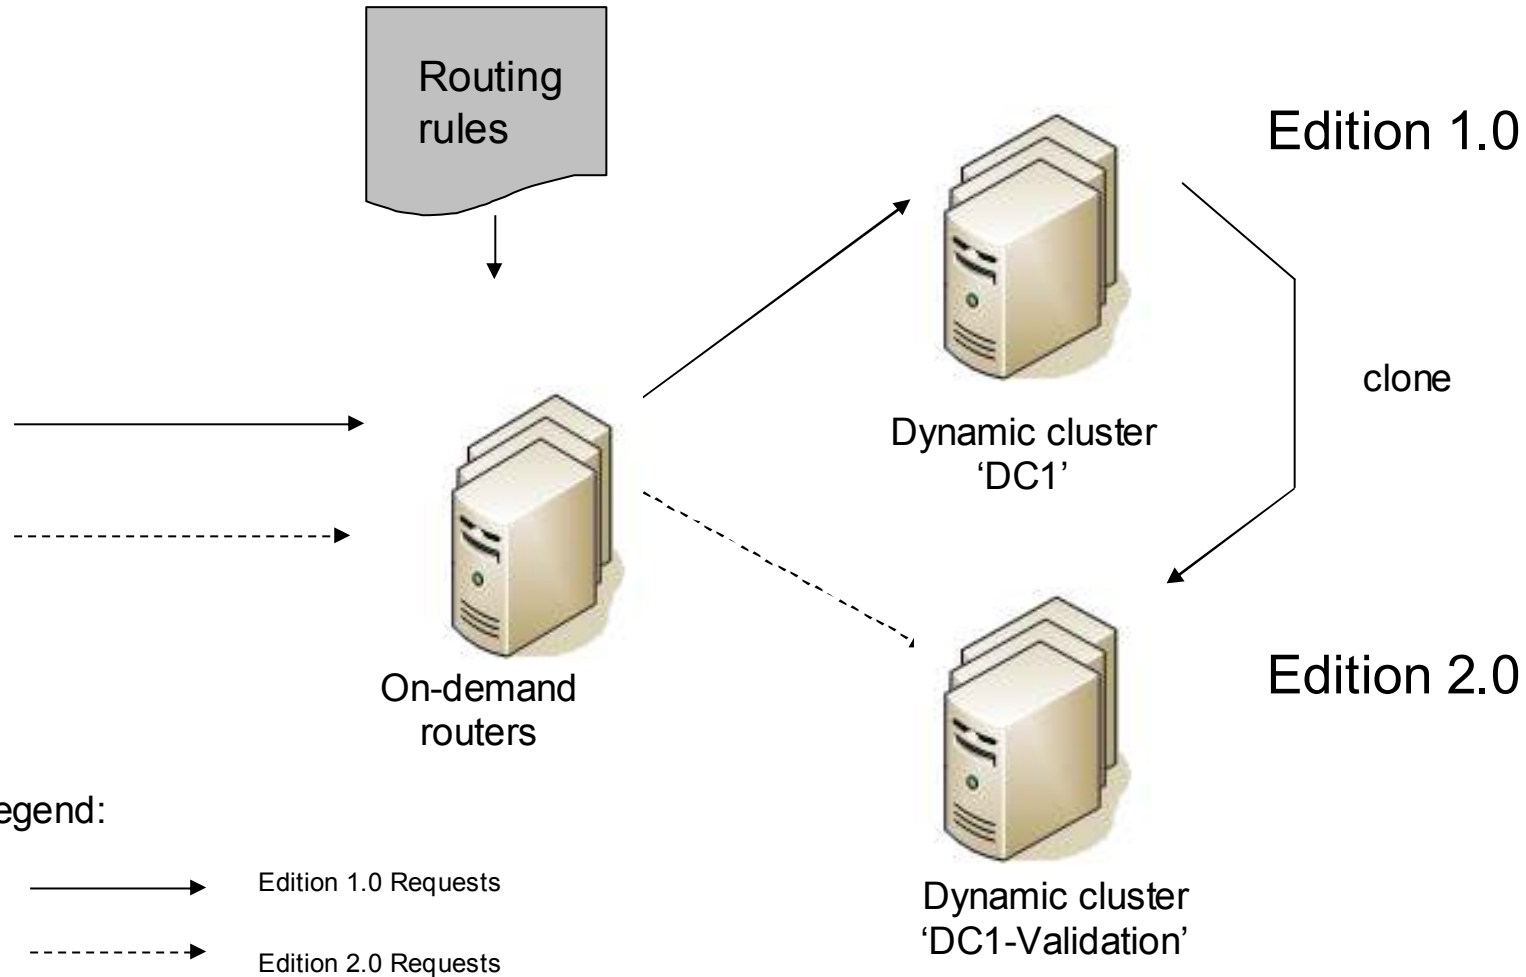 Routing
rules
Edition 1.0
clone
Dynamic cluster
‘DC1’
On-demand
routers
Edition 2.0
Dynamic cluster
‘DC1-Validation’
egend:
Edition 1.0 Requests
Edition 2.0 Requests